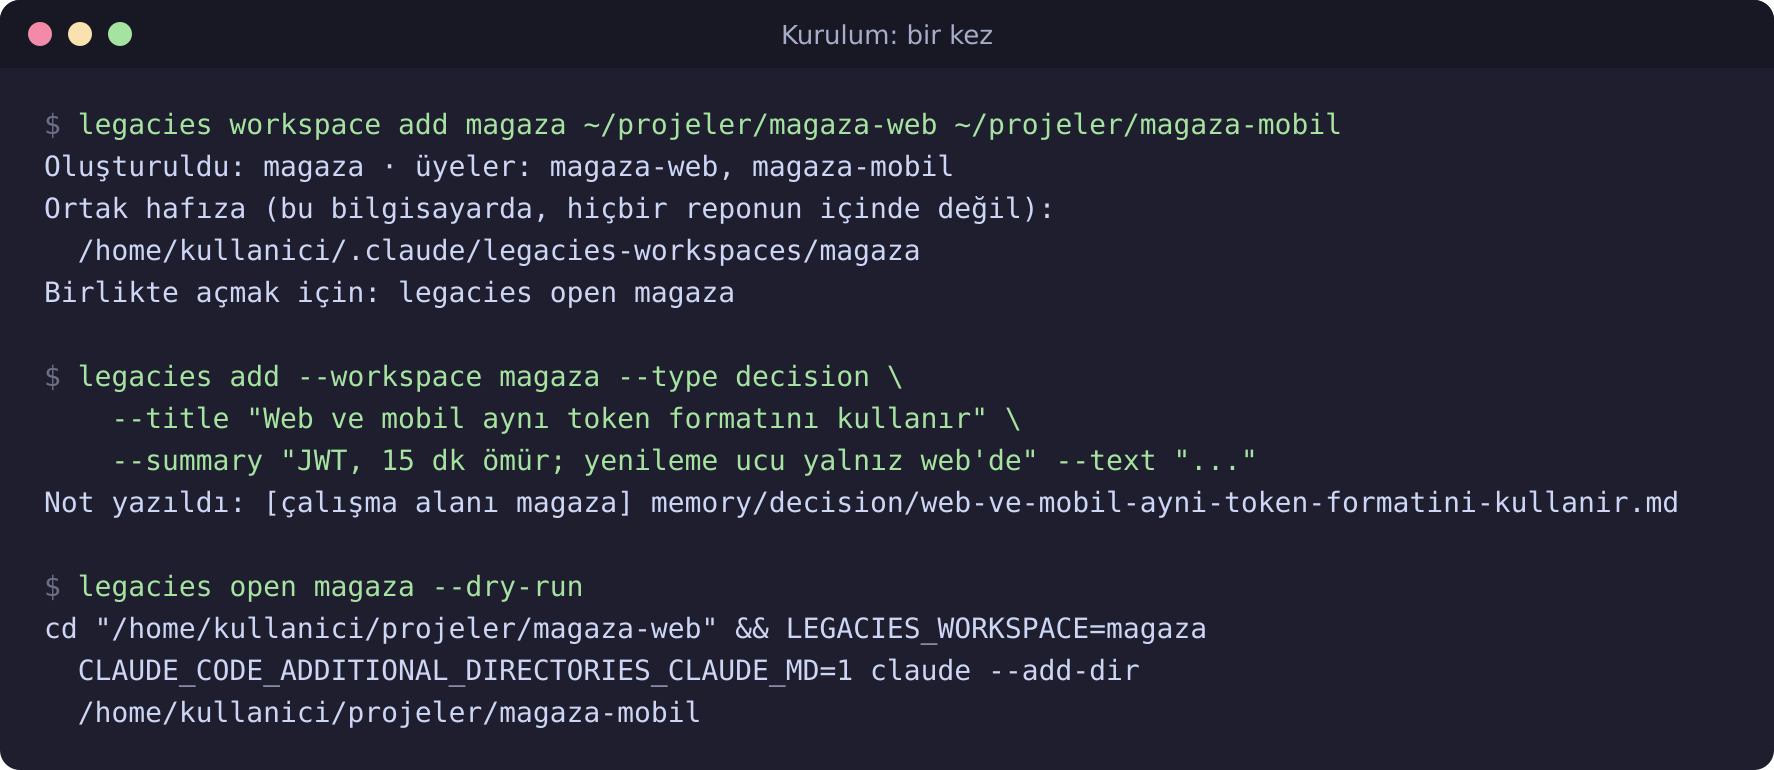 Kurulum: bir kez
$ legacies workspace add magaza ~/projeler/magaza-web ~/projeler/magaza-mobil
Oluşturuldu: magaza · üyeler: magaza-web, magaza-mobil
Ortak hafıza (bu bilgisayarda, hiçbir reponun içinde değil):
/home/kullanici/.claude/legacies-workspaces/magaza
Birlikte açmak için: legacies open magaza
$ legacies add --workspace magaza --type decision \
--title "Web ve mobil aynı token formatını kullanır" \
--summary "JWT, 15 dk ömür; yenileme ucu yalnız web'de" --text "..."
Not yazıldı: [çalışma alanı magaza] memory/decision/web-ve-mobil-ayni-token-formatini-kullanir.md
$ legacies open magaza --dry-run
cd "/home/kullanici/projeler/magaza-web" && LEGACIES_WORKSPACE=magaza
CLAUDE_CODE_ADDITIONAL_DIRECTORIES_CLAUDE_MD=1 claude --add-dir
/home/kullanici/projeler/magaza-mobil